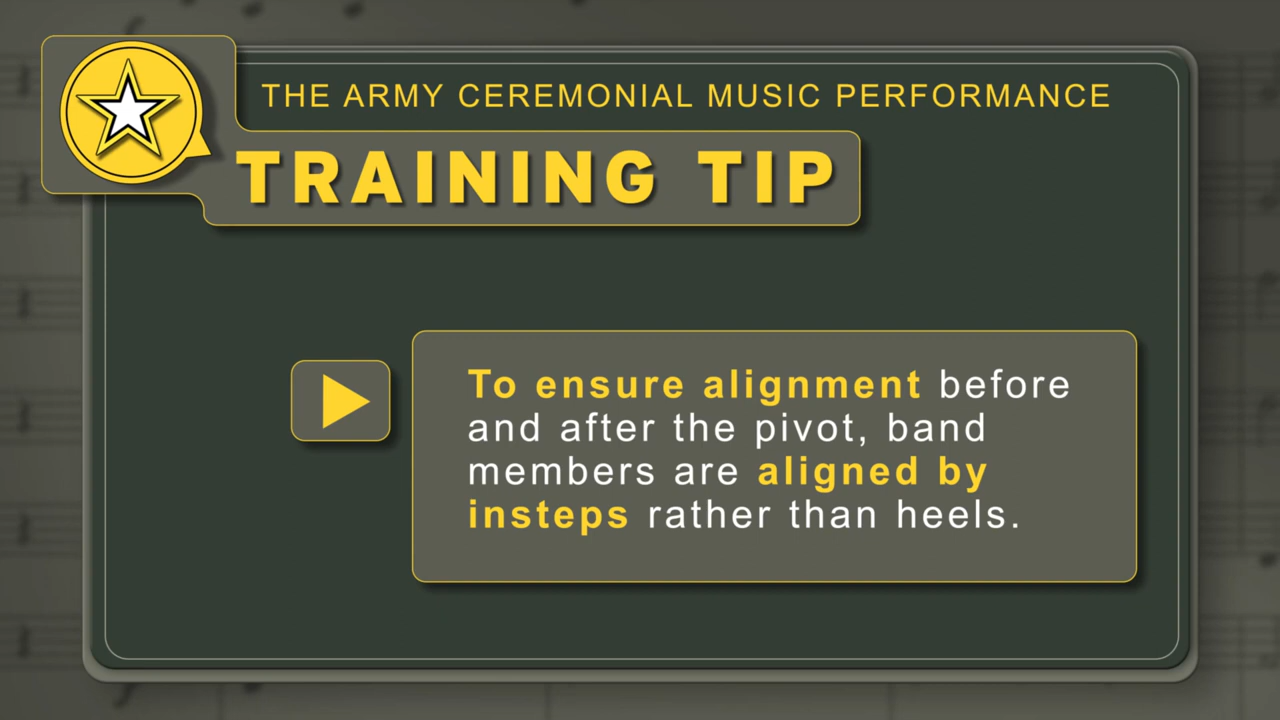 THE ARMY CEREMONIAL MUSIC PERFORMANCE
TRAINING TIP
To ensure alignment before
and after the pivot, band
members are aligned by
insteps rather than heels.